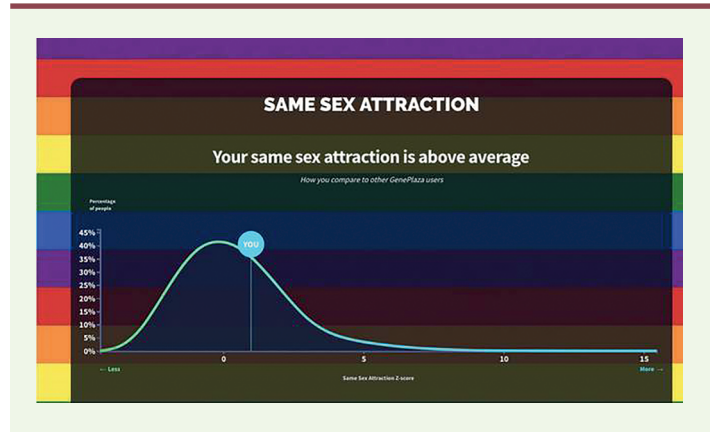 SAME SEX ATTRACTION
Your same sex attraction is above average
How you compare to other GenePlaza users
Percentage
of people
45%
40%
35%
30%
25%
20%
15%
10%
5%
0%
YOU
0
5
10
15
← Less
More →
Same Sex Attraction Z-score